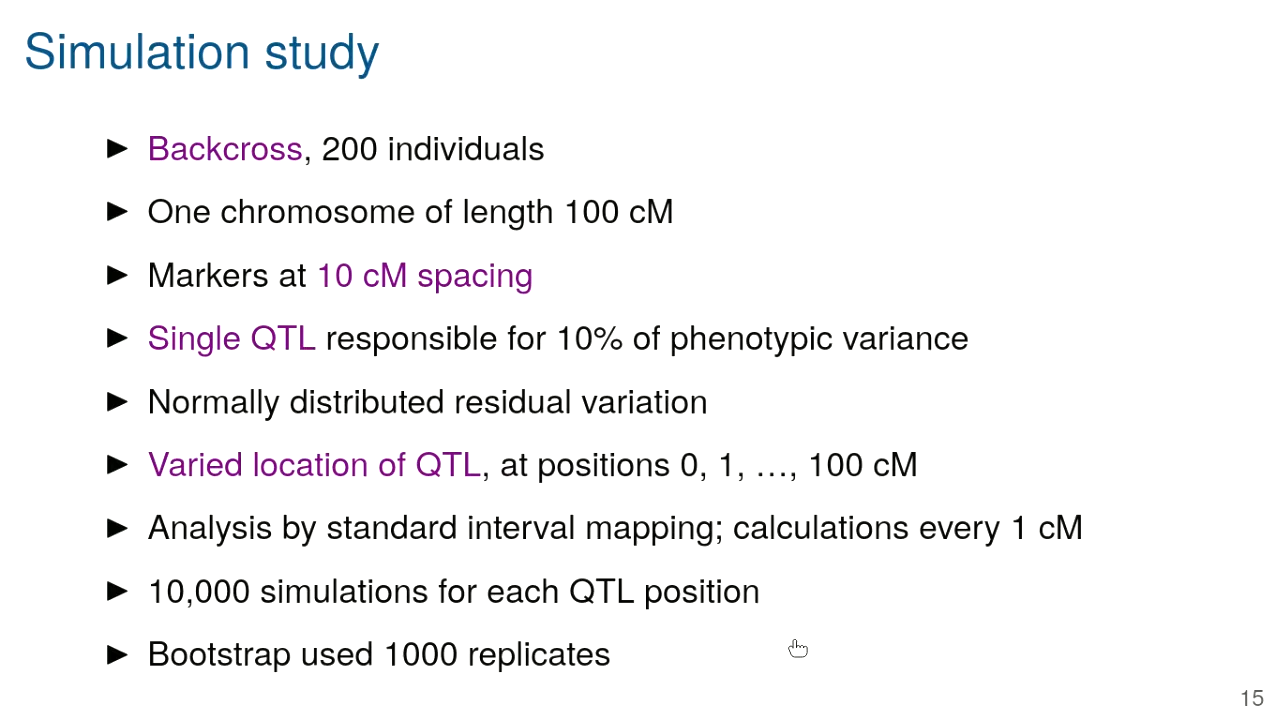 Simulation study
▶ Backcross, 200 individuals
▶ One chromosome of length 100 cM
▶ Markers at 10 cM spacing
▶ Single QTL responsible for 10% of phenotypic variance
▶ Normally distributed residual variation
▶ Varied location of QTL, at positions 0, 1, …, 100 cM
▶ Analysis by standard interval mapping; calculations every 1 cM
▶ 10,000 simulations for each QTL position
▶ Bootstrap used 1000 replicates
15